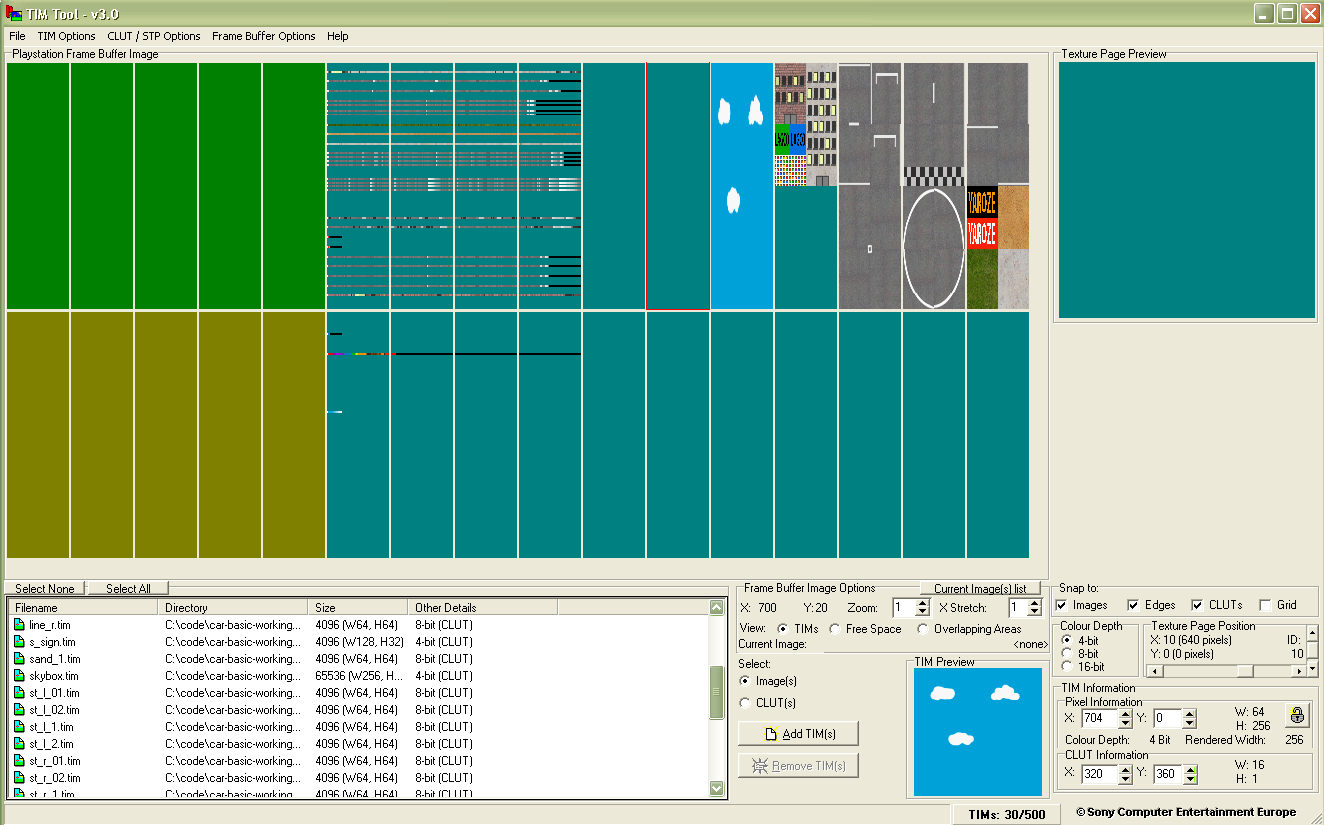 TIM Tool - v3.0
File TIM Options CLUT / STP Options Frame Buffer Options Help
Playstation Frame Buffer Image
Texture Page Preview
YAROZE
YAROZE
Select None Select All
Filename Directory Size Other Details
line_r.tim C:\code\car-basic-working... 4096 (W64, H64) 8-bit (CLUT)
s_sign.tim C:\code\car-basic-working... 4096 (W128, H32) 4-bit (CLUT)
sand_1.tim C:\code\car-basic-working... 4096 (W64, H64) 8-bit (CLUT)
skybox.tim C:\code\car-basic-working... 65536 (W256, H... 4-bit (CLUT)
st_l_01.tim C:\code\car-basic-working... 4096 (W64, H64) 8-bit (CLUT)
st_l_02.tim C:\code\car-basic-working... 4096 (W64, H64) 8-bit (CLUT)
st_l_1.tim C:\code\car-basic-working... 4096 (W64, H64) 8-bit (CLUT)
st_l_2.tim C:\code\car-basic-working... 4096 (W64, H64) 8-bit (CLUT)
st_r_01.tim C:\code\car-basic-working... 4096 (W64, H64) 8-bit (CLUT)
st_r_02.tim C:\code\car-basic-working... 4096 (W64, H64) 8-bit (CLUT)
st_r_1.tim C:\code\car-basic-working... 4096 (W64, H64) 8-bit (CLUT)
Frame Buffer Image Options Current Image(s) list
X: 700 Y:20 Zoom: 1 X Stretch: 1
View: TIMs Free Space Overlapping Areas
Current Image: <none>
Select:
Image(s)
CLUT(s)
Add TIM(s)
Remove TIM(s)
TIM Preview
Snap to:
Images Edges CLUTs Grid
Colour Depth
4-bit
8-bit
16-bit
Texture Page Position
X: 10 (640 pixels) ID:
Y: 0 (0 pixels) 10
TIM Information
Pixel Information
X: 704 Y: 0 W: 64
H: 256
Colour Depth: 4 Bit Rendered Width: 256
CLUT Information
X: 320 Y: 360 W: 16
H: 1
TIMs: 30/500
© Sony Computer Entertainment Europe